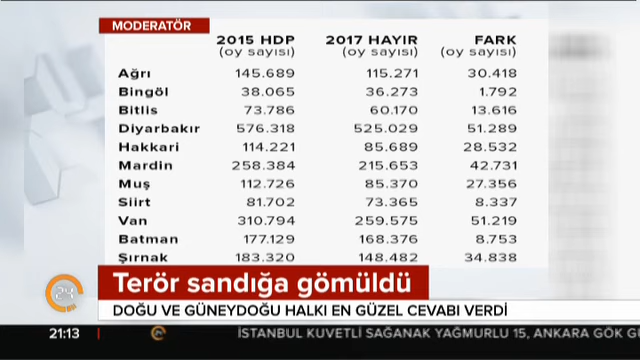 MODERATÖR
2015 HDP 2017 HAYIR FARK
(oy sayısı) (oy sayısı) (oy sayısı)
Ağrı 145.689 115.271 30.418
Bingöl 38.065 36.273 1.792
Bitlis 73.786 60.170 13.616
Diyarbakır 576.318 525.029 51.289
Hakkari 114.221 85.689 28.532
Mardin 258.384 215.653 42.731
Muş 112.726 85.370 27.356
Siirt 81.702 73.365 8.337
Van 310.794 259.575 51.219
Batman 177.129 168.376 8.753
Şırnak 183.320 148.482 34.838
Terör sandığa gömüldü
24
DOĞU VE GÜNEYDOĞU HALKI EN GÜZEL CEVABI VERDİ
21:13 İSTANBUL KUVETLİ SAĞANAK YAĞMURLU 15, ANKARA GÖK GÜ